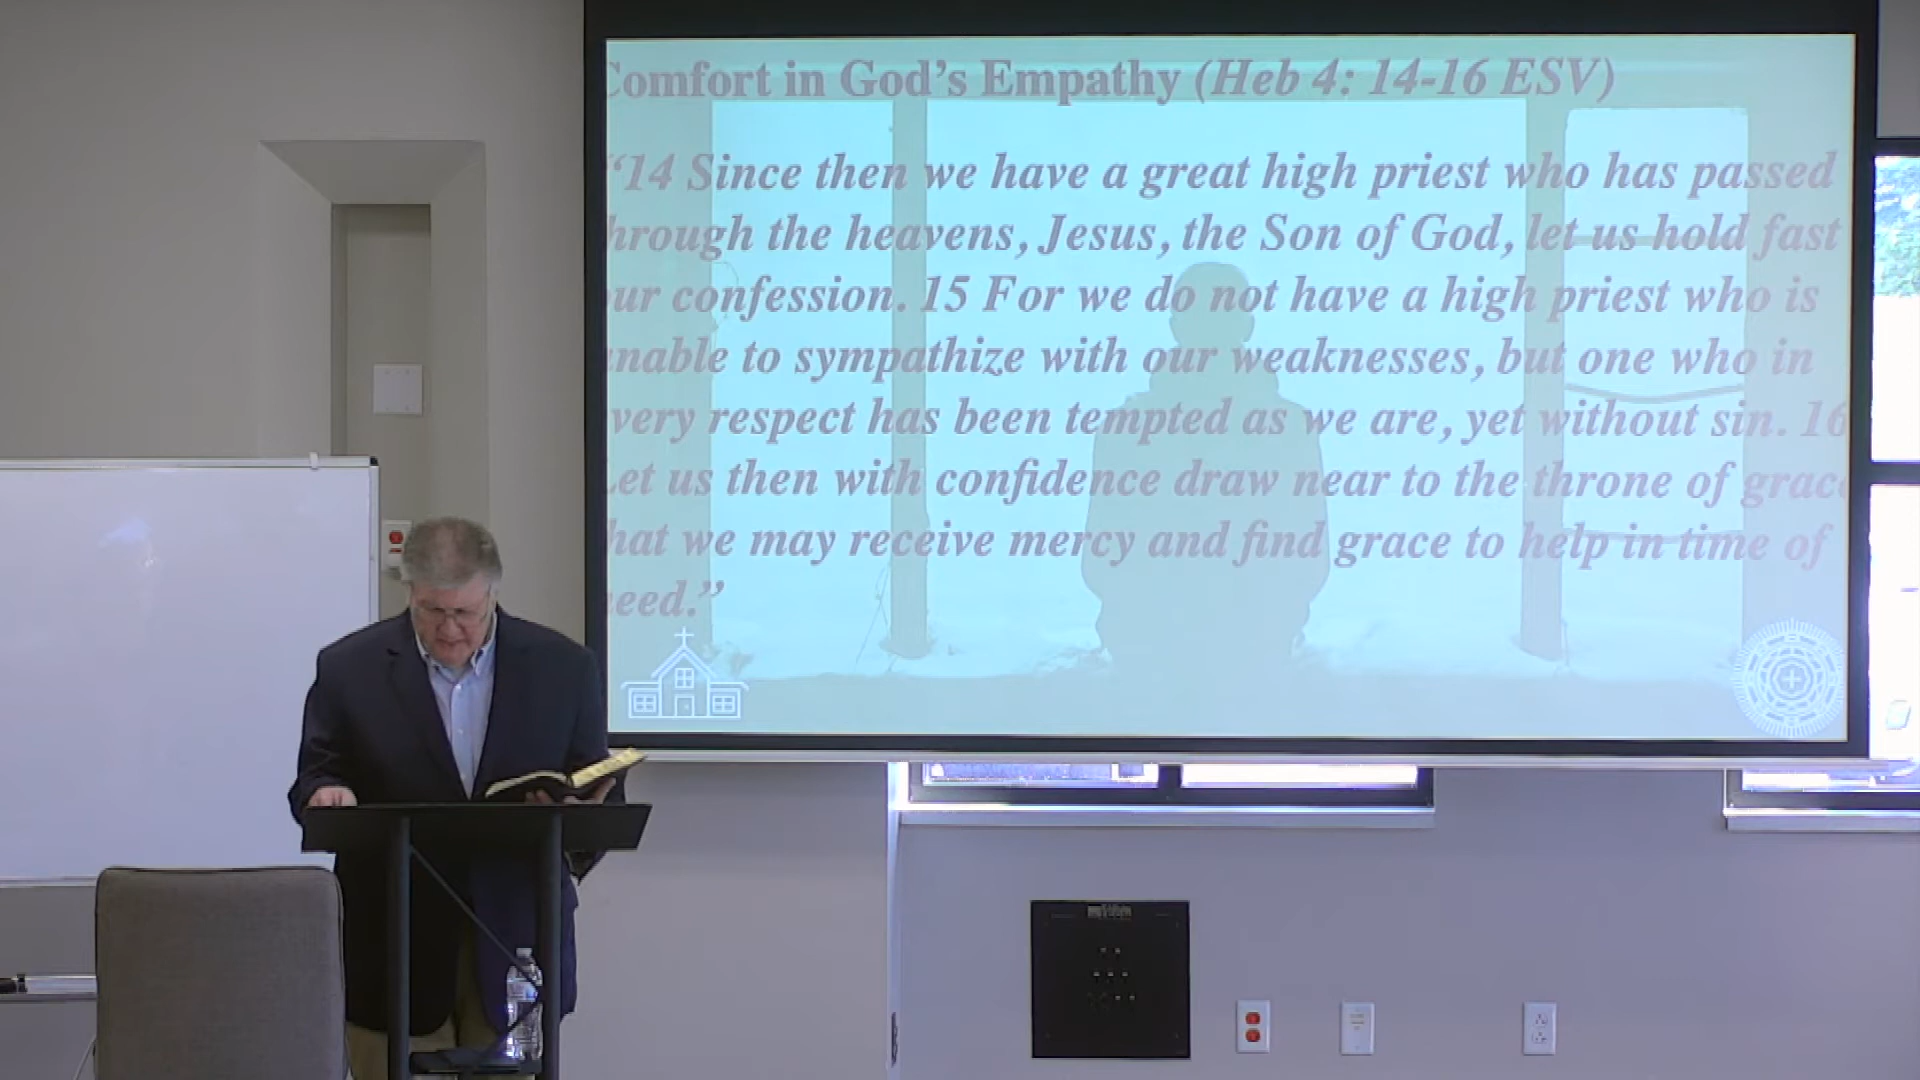 Comfort in God's Empathy (Heb 4: 14-16 ESV)
“14 Since then we have a great high priest who has passed
through the heavens, Jesus, the Son of God, let us hold fast
our confession. 15 For we do not have a high priest who is
unable to sympathize with our weaknesses, but one who in
every respect has been tempted as we are, yet without sin. 16
Let us then with confidence draw near to the throne of grace
that we may receive mercy and find grace to help in time of
need.”